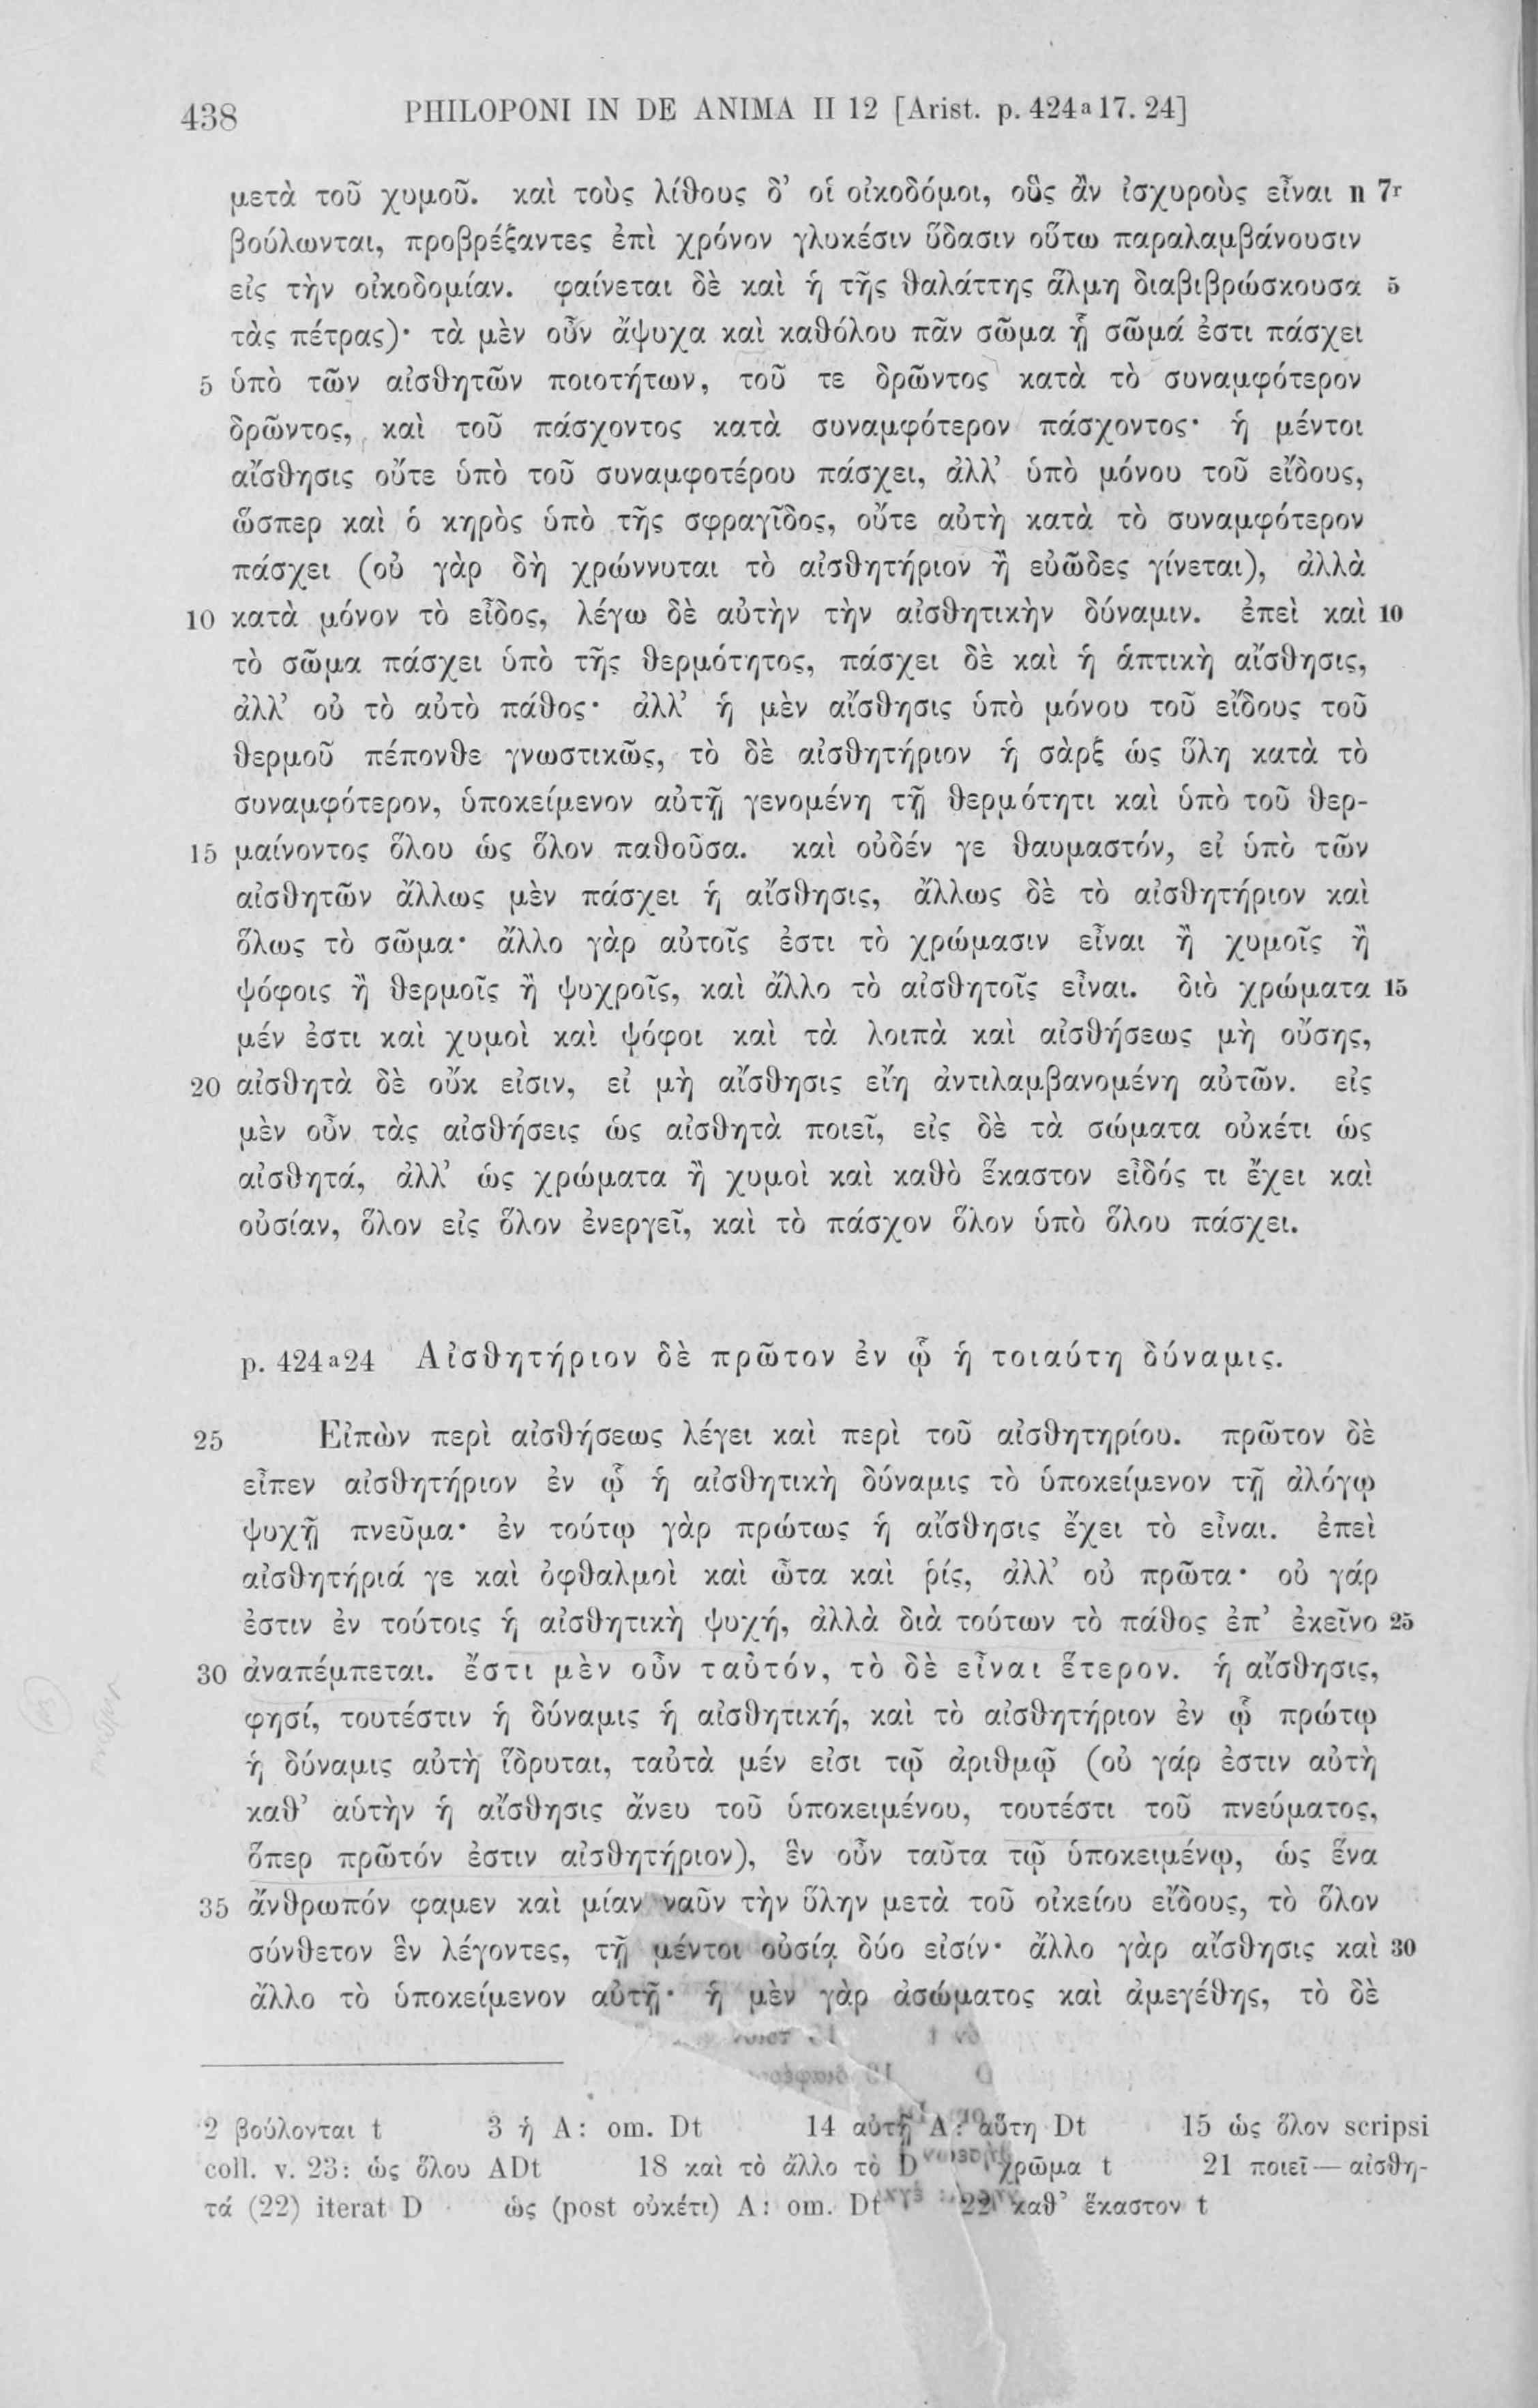 438 PHILOPONI IN DE ANIMA II 12 [Arist. p. 424a17. 24]
μετὰ τοῦ χυμοῦ. καὶ τοὺς λίθους δ’ οἱ οἰκοδόμοι, οὓς ἂν ἰσχυροὺς εἶναι n 7r
βούλωνται, προβρέξαντες ἐπὶ χρόνον γλυκέσιν ὕδασιν οὕτω παραλαμβάνουσιν
εἰς τὴν οἰκοδομίαν. φαίνεται δὲ καὶ ἡ τῆς θαλάττης ἅλμη διαβιβρώσκουσα 5
τὰς πέτρας)· τὰ μὲν οὖν ἄψυχα καὶ καθόλου πᾶν σῶμα ᾗ σῶμά ἐστι πάσχει
5 ὑπὸ τῶν αἰσθητῶν ποιοτήτων, τοῦ τε δρῶντος κατὰ τὸ συναμφότερον
δρῶντος, καὶ τοῦ πάσχοντος κατὰ συναμφότερον πάσχοντος· ἡ μέντοι
αἴσθησις οὔτε ὑπὸ τοῦ συναμφοτέρου πάσχει, ἀλλ’ ὑπὸ μόνου τοῦ εἴδους,
ὥσπερ καὶ ὁ κηρὸς ὑπὸ τῆς σφραγῖδος, οὔτε αὐτὴ κατὰ τὸ συναμφότερον
πάσχει (οὐ γὰρ δὴ χρώννυται τὸ αἰσθητήριον ἢ εὐῶδες γίνεται), ἀλλὰ
10 κατὰ μόνον τὸ εἶδος, λέγω δὲ αὐτὴν τὴν αἰσθητικὴν δύναμιν. ἐπεὶ καὶ 10
τὸ σῶμα πάσχει ὑπὸ τῆς θερμότητος, πάσχει δὲ καὶ ἡ ἁπτικὴ αἴσθησις,
ἀλλ’ οὐ τὸ αὐτὸ πάθος· ἀλλ’ ἡ μὲν αἴσθησις ὑπὸ μόνου τοῦ εἴδους τοῦ
θερμοῦ πέπονθε γνωστικῶς, τὸ δὲ αἰσθητήριον ἡ σὰρξ ὡς ὕλη κατὰ τὸ
συναμφότερον, ὑποκείμενον αὐτῇ γενομένη τῇ θερμότητι καὶ ὑπὸ τοῦ θερ-
15 μαίνοντος ὅλου ὡς ὅλον παθοῦσα. καὶ οὐδέν γε θαυμαστόν, εἰ ὑπὸ τῶν
αἰσθητῶν ἄλλως μὲν πάσχει ἡ αἴσθησις, ἄλλως δὲ τὸ αἰσθητήριον καὶ
ὅλως τὸ σῶμα· ἄλλο γὰρ αὐτοῖς ἐστι τὸ χρώμασιν εἶναι ἢ χυμοῖς ἢ
ψόφοις ἢ θερμοῖς ἢ ψυχροῖς, καὶ ἄλλο τὸ αἰσθητοῖς εἶναι. διὸ χρώματα 15
μέν ἐστι καὶ χυμοὶ καὶ ψόφοι καὶ τὰ λοιπὰ καὶ αἰσθήσεως μὴ οὔσης,
20 αἰσθητὰ δὲ οὔκ εἰσιν, εἰ μὴ αἴσθησις εἴη ἀντιλαμβανομένη αὐτῶν. εἰς
μὲν οὖν τὰς αἰσθήσεις ὡς αἰσθητὰ ποιεῖ, εἰς δὲ τὰ σώματα οὐκέτι ὡς
αἰσθητά, ἀλλ’ ὡς χρώματα ἢ χυμοὶ καὶ καθὸ ἕκαστον εἶδός τι ἔχει καὶ
οὐσίαν, ὅλον εἰς ὅλον ἐνεργεῖ, καὶ τὸ πάσχον ὅλον ὑπὸ ὅλου πάσχει.
p. 424a24 Αἰσθητήριον δὲ πρῶτον ἐν ᾧ ἡ τοιαύτη δύναμις.
25 Εἰπὼν περὶ αἰσθήσεως λέγει καὶ περὶ τοῦ αἰσθητηρίου. πρῶτον δὲ
εἶπεν αἰσθητήριον ἐν ᾧ ἡ αἰσθητικὴ δύναμις τὸ ὑποκείμενον τῇ ἀλόγῳ
ψυχῇ πνεῦμα· ἐν τούτῳ γὰρ πρώτως ἡ αἴσθησις ἔχει τὸ εἶναι. ἐπεὶ
αἰσθητήριά γε καὶ ὀφθαλμοὶ καὶ ὦτα καὶ ῥίς, ἀλλ’ οὐ πρῶτα· οὐ γάρ
ἐστιν ἐν τούτοις ἡ αἰσθητικὴ ψυχή, ἀλλὰ διὰ τούτων τὸ πάθος ἐπ’ ἐκεῖνο 25
30 ἀναπέμπεται. ἔστι μὲν οὖν ταὐτόν, τὸ δὲ εἶναι ἕτερον. ἡ αἴσθησις,
φησί, τουτέστιν ἡ δύναμις ἡ αἰσθητική, καὶ τὸ αἰσθητήριον ἐν ᾧ πρώτῳ
ἡ δύναμις αὐτὴ ἵδρυται, ταὐτὰ μέν εἰσι τῷ ἀριθμῷ (οὐ γάρ ἐστιν αὐτὴ
καθ’ αὑτὴν ἡ αἴσθησις ἄνευ τοῦ ὑποκειμένου, τουτέστι τοῦ πνεύματος,
ὅπερ πρῶτόν ἐστιν αἰσθητήριον), ἓν οὖν ταῦτα τῷ ὑποκειμένῳ, ὡς ἕνα
35 ἄνθρωπόν φαμεν καὶ μίαν ναῦν τὴν ὕλην μετὰ τοῦ οἰκείου εἴδους, τὸ ὅλον
σύνθετον ἓν λέγοντες, τῇ μέντοι οὐσίᾳ δύο εἰσίν· ἄλλο γὰρ αἴσθησις καὶ 30
ἄλλο τὸ ὑποκείμενον αὐτῇ· ἡ μὲν γὰρ ἀσώματος καὶ ἀμεγέθης, τὸ δὲ
2 βούλονται t 3 ἡ A: om. Dt 14 αὐτῇ A: αὕτη Dt 15 ὡς ὅλον scripsi
coll. v. 23: ὡς ὅλου ADt 18 καὶ τὸ ἄλλο τὸ D χρῶμα t 21 ποιεῖ — αἰσθη-
τά (22) iterat D ὡς (post οὐκέτι) A: om. Dt 22 καθ’ ἕκαστον t